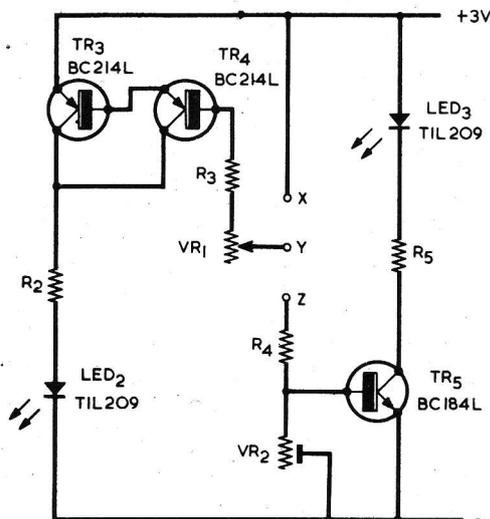 +3V
TR3
BC214L
TR4
BC214L
LED3
TIL209
R3
X
VR1
Y
R5
R2
Z
R4
LED2
TIL209
TR5
BC184L
VR2